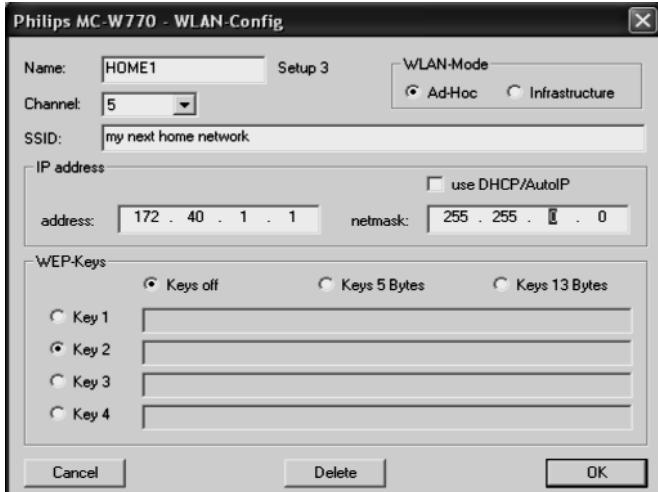 Philips MC-W770 - WLAN-Config
Name: HOME1 Setup 3
WLAN-Mode
Ad-Hoc Infrastructure
Channel: 5
SSID: my next home network
IP address
use DHCP/AutoIP
address: 172 . 40 . 1 . 1 netmask: 255 . 255 . 0 . 0
WEP-Keys
Keys off Keys 5 Bytes Keys 13 Bytes
Key 1
Key 2
Key 3
Key 4
Cancel Delete OK